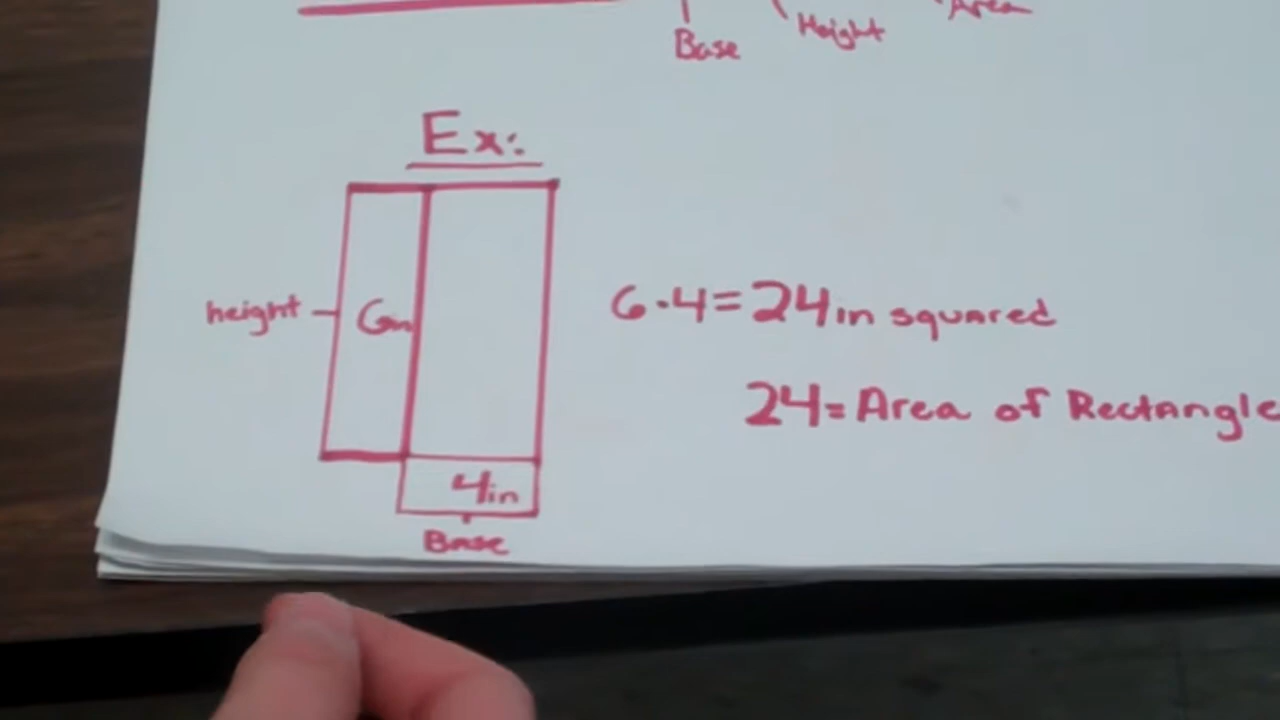 Area
Height
Base
Ex:
height
6in
6·4=24in squared
24=Area of Rectangle
4in
Base